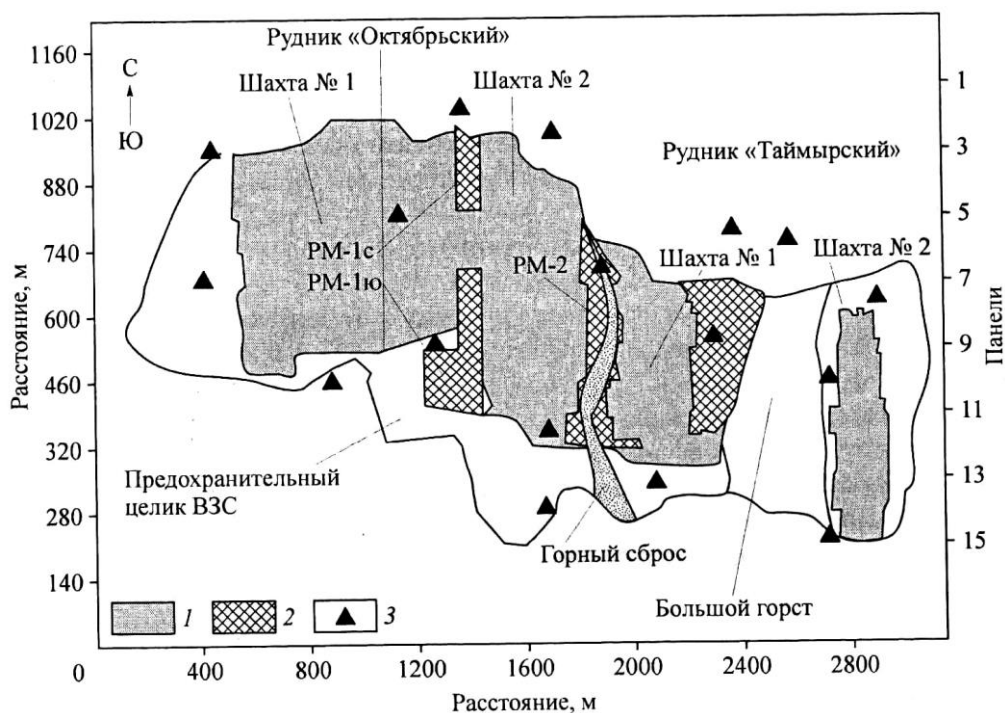 Рудник «Октябрьский»
С
Ю
Шахта № 1
Шахта № 2
Рудник «Таймырский»
РМ-1с
РМ-1ю
РМ-2
Шахта № 1
Шахта № 2
Предохранительный
целик ВЗС
Горный сброс
Большой горст
1
2
3
Расстояние, м
1160
1020
880
740
600
460
320
280
140
0
400
800
1200
1600
2000
2400
2800
Расстояние, м
Панели
1
3
5
7
9
11
13
15